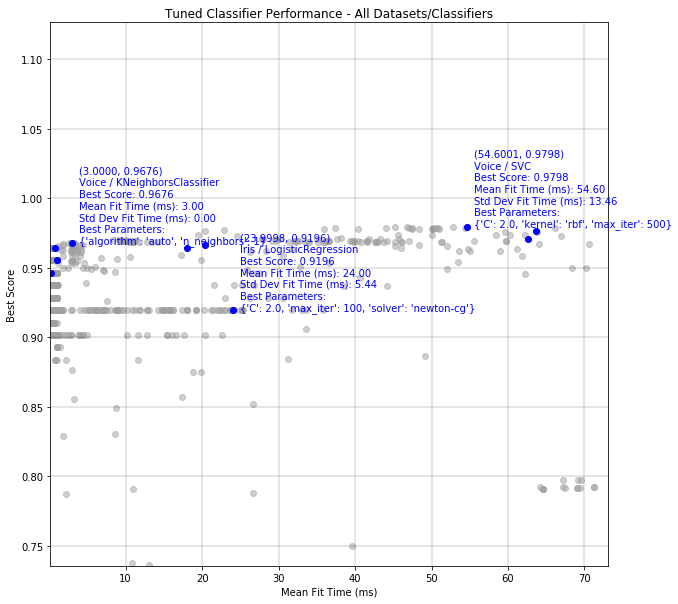 Tuned Classifier Performance - All Datasets/Classifiers
1.10
1.05
1.00
0.95
0.90
0.85
0.80
0.75
Best Score
(3.0000, 0.9676)
Voice / KNeighborsClassifier
Best Score: 0.9676
Mean Fit Time (ms): 3.00
Std Dev Fit Time (ms): 0.00
Best Parameters:
{'algorithm': 'auto', 'n_neighbors':
(23.9998, 0.9196)
Iris / LogisticRegression
Best Score: 0.9196
Mean Fit Time (ms): 24.00
Std Dev Fit Time (ms): 5.44
Best Parameters:
{'C': 2.0, 'max_iter': 100, 'solver': 'newton-cg'}
(54.6001, 0.9798)
Voice / SVC
Best Score: 0.9798
Mean Fit Time (ms): 54.60
Std Dev Fit Time (ms): 13.46
Best Parameters:
{'C': 2.0, 'kernel': 'rbf', 'max_iter': 500}
10
20
30
40
50
60
70
Mean Fit Time (ms)